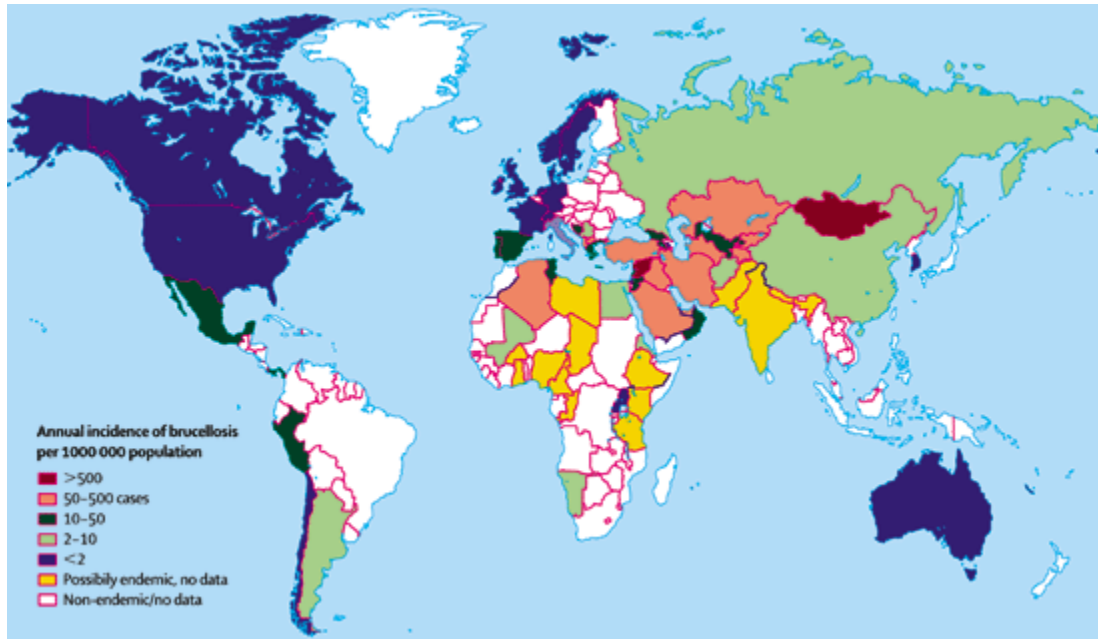 Annual incidence of brucellosis
per 1000 000 population
>500
50–500 cases
10–50
2–10
<2
Possibily endemic, no data
Non-endemic/no data